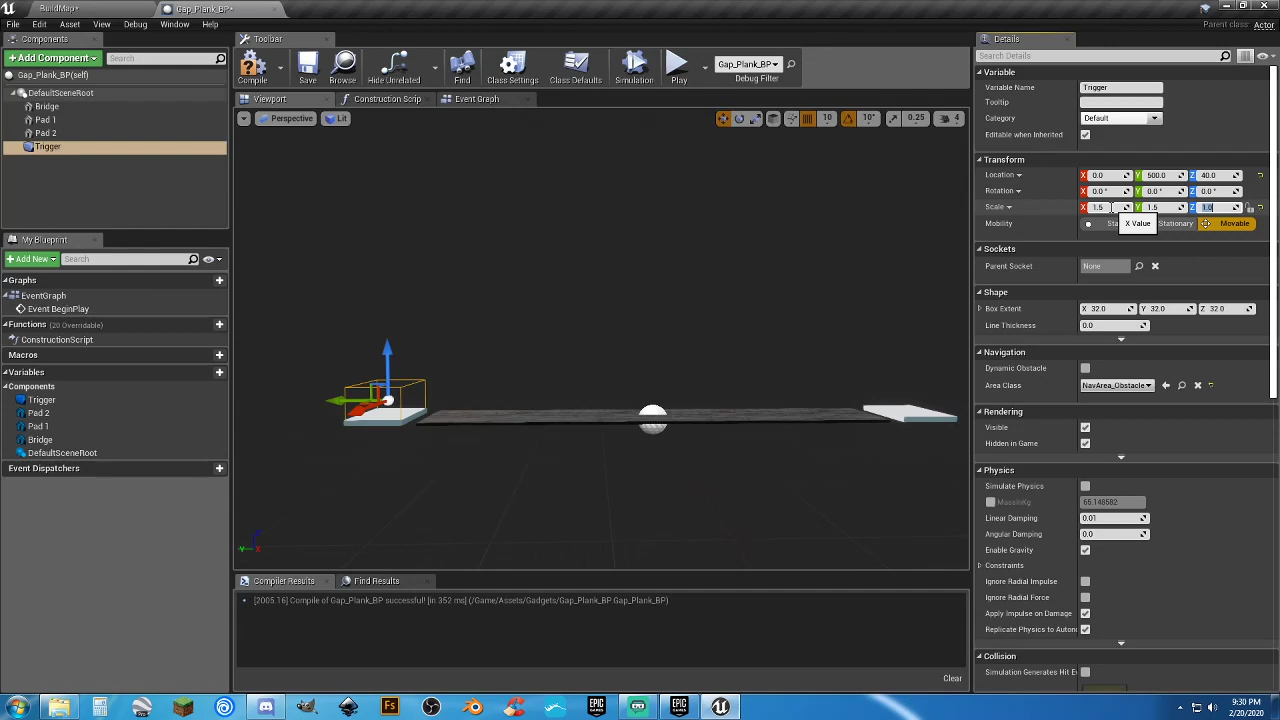 BuildMap*
Gap_Plank_BP*
File Edit Asset View Debug Window Help
Parent class: Actor
Components
Toolbar
Details
+Add Component
Search
Search Details
Gap_Plank_BP(self)
DefaultSceneRoot
Bridge
Pad 1
Pad 2
Trigger
Compile Save Browse Hide Unrelated Class Settings Class Defaults Simulation Play
Gap_Plank_BP
Debug Filter
Viewport Construction Scrip Event Graph
Perspective Lit
10 10° 0.25 4
Variable
Variable Name Trigger
Tooltip
Category Default
Editable when Inherited
Transform
Location X 0.0 Y 500.0 Z 40.0
Rotation X 0.0 ° Y 0.0 ° Z 0.0 °
Scale X 1.5 Y 1.5 Z 1.0
Mobility Sta Stationary Movable
X Value
Sockets
Parent Socket None
Shape
Box Extent X 32.0 Y 32.0 Z 32.0
Line Thickness 0.0
Navigation
Dynamic Obstacle
Area Class NavArea_Obstacle
Rendering
Visible
Hidden in Game
Physics
Simulate Physics
MassInKg 65.148582
Linear Damping 0.01
Angular Damping 0.0
Enable Gravity
Constraints
Ignore Radial Impulse
Ignore Radial Force
Apply Impulse on Damage
Replicate Physics to Auton
Collision
Simulation Generates Hit E
My Blueprint
+Add New
Search
Graphs
EventGraph
Event BeginPlay
Functions (20 Overridable)
ConstructionScript
Macros
Variables
Components
Trigger
Pad 2
Pad 1
Bridge
DefaultSceneRoot
Event Dispatchers
Compiler Results Find Results
[2005.16] Compile of Gap_Plank_BP successful! [in 352 ms] (/Game/Assets/Gadgets/Gap_Plank_BP.Gap_Plank_BP)
Clear
9:30 PM
2/20/2020